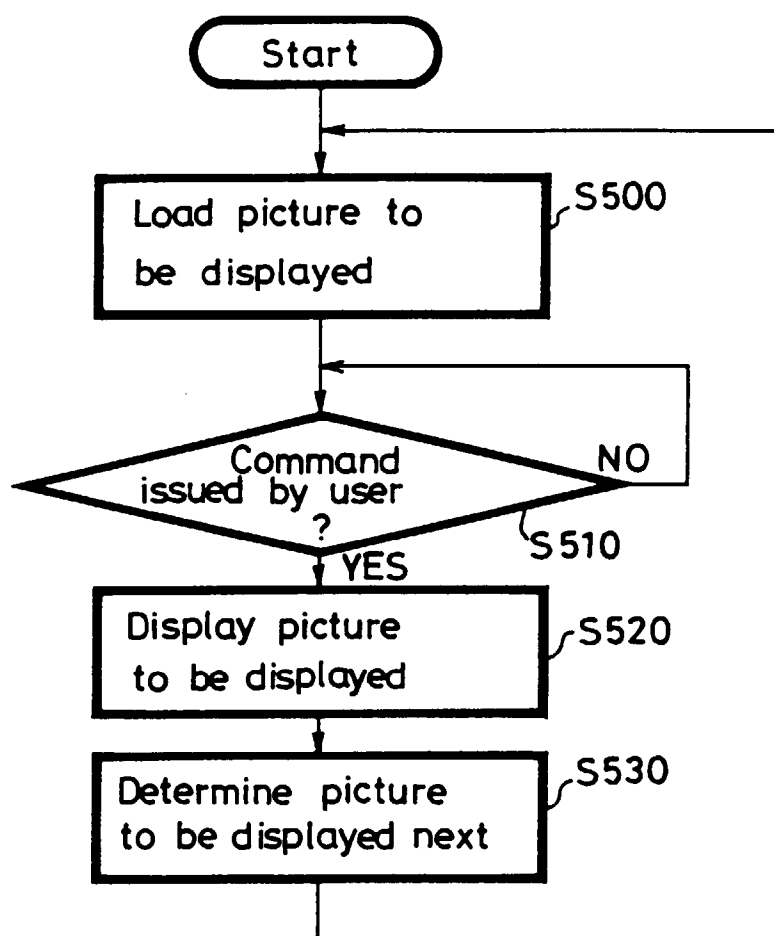 Start
Load picture to
be displayed
S500
Command
issued by user
?
NO
S510
YES
Display picture
to be displayed
S520
Determine picture
to be displayed next
S530